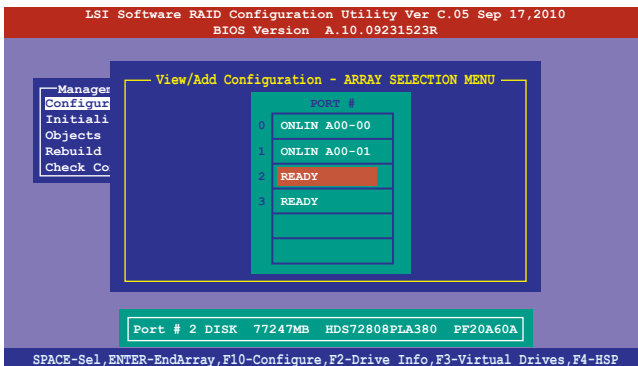 LSI Software RAID Configuration Utility Ver C.05 Sep 17,2010
BIOS Version A.10.09231523R
View/Add Configuration - ARRAY SELECTION MENU
Managem
Configur
Initiali
Objects
Rebuild
Check Co
PORT #
0 ONLIN A00-00
1 ONLIN A00-01
2 READY
3 READY
Port # 2 DISK 77247MB HDS72808PLA380 PF20A60A
SPACE-Sel,ENTER-EndArray,F10-Configure,F2-Drive Info,F3-Virtual Drives,F4-HSP